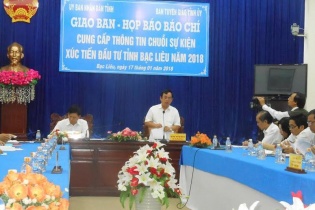 ỦY BAN NHÂN DÂN TỈNH
BAN TUYÊN GIÁO TỈNH ỦY
GIAO BAN - HỌP BÁO BÁO CHÍ
CUNG CẤP THÔNG TIN CHUỖI SỰ KIỆN
XÚC TIẾN ĐẦU TƯ TỈNH BẠC LIÊU NĂM 2018
Bạc Liêu, ngày 17 tháng 01 năm 2018